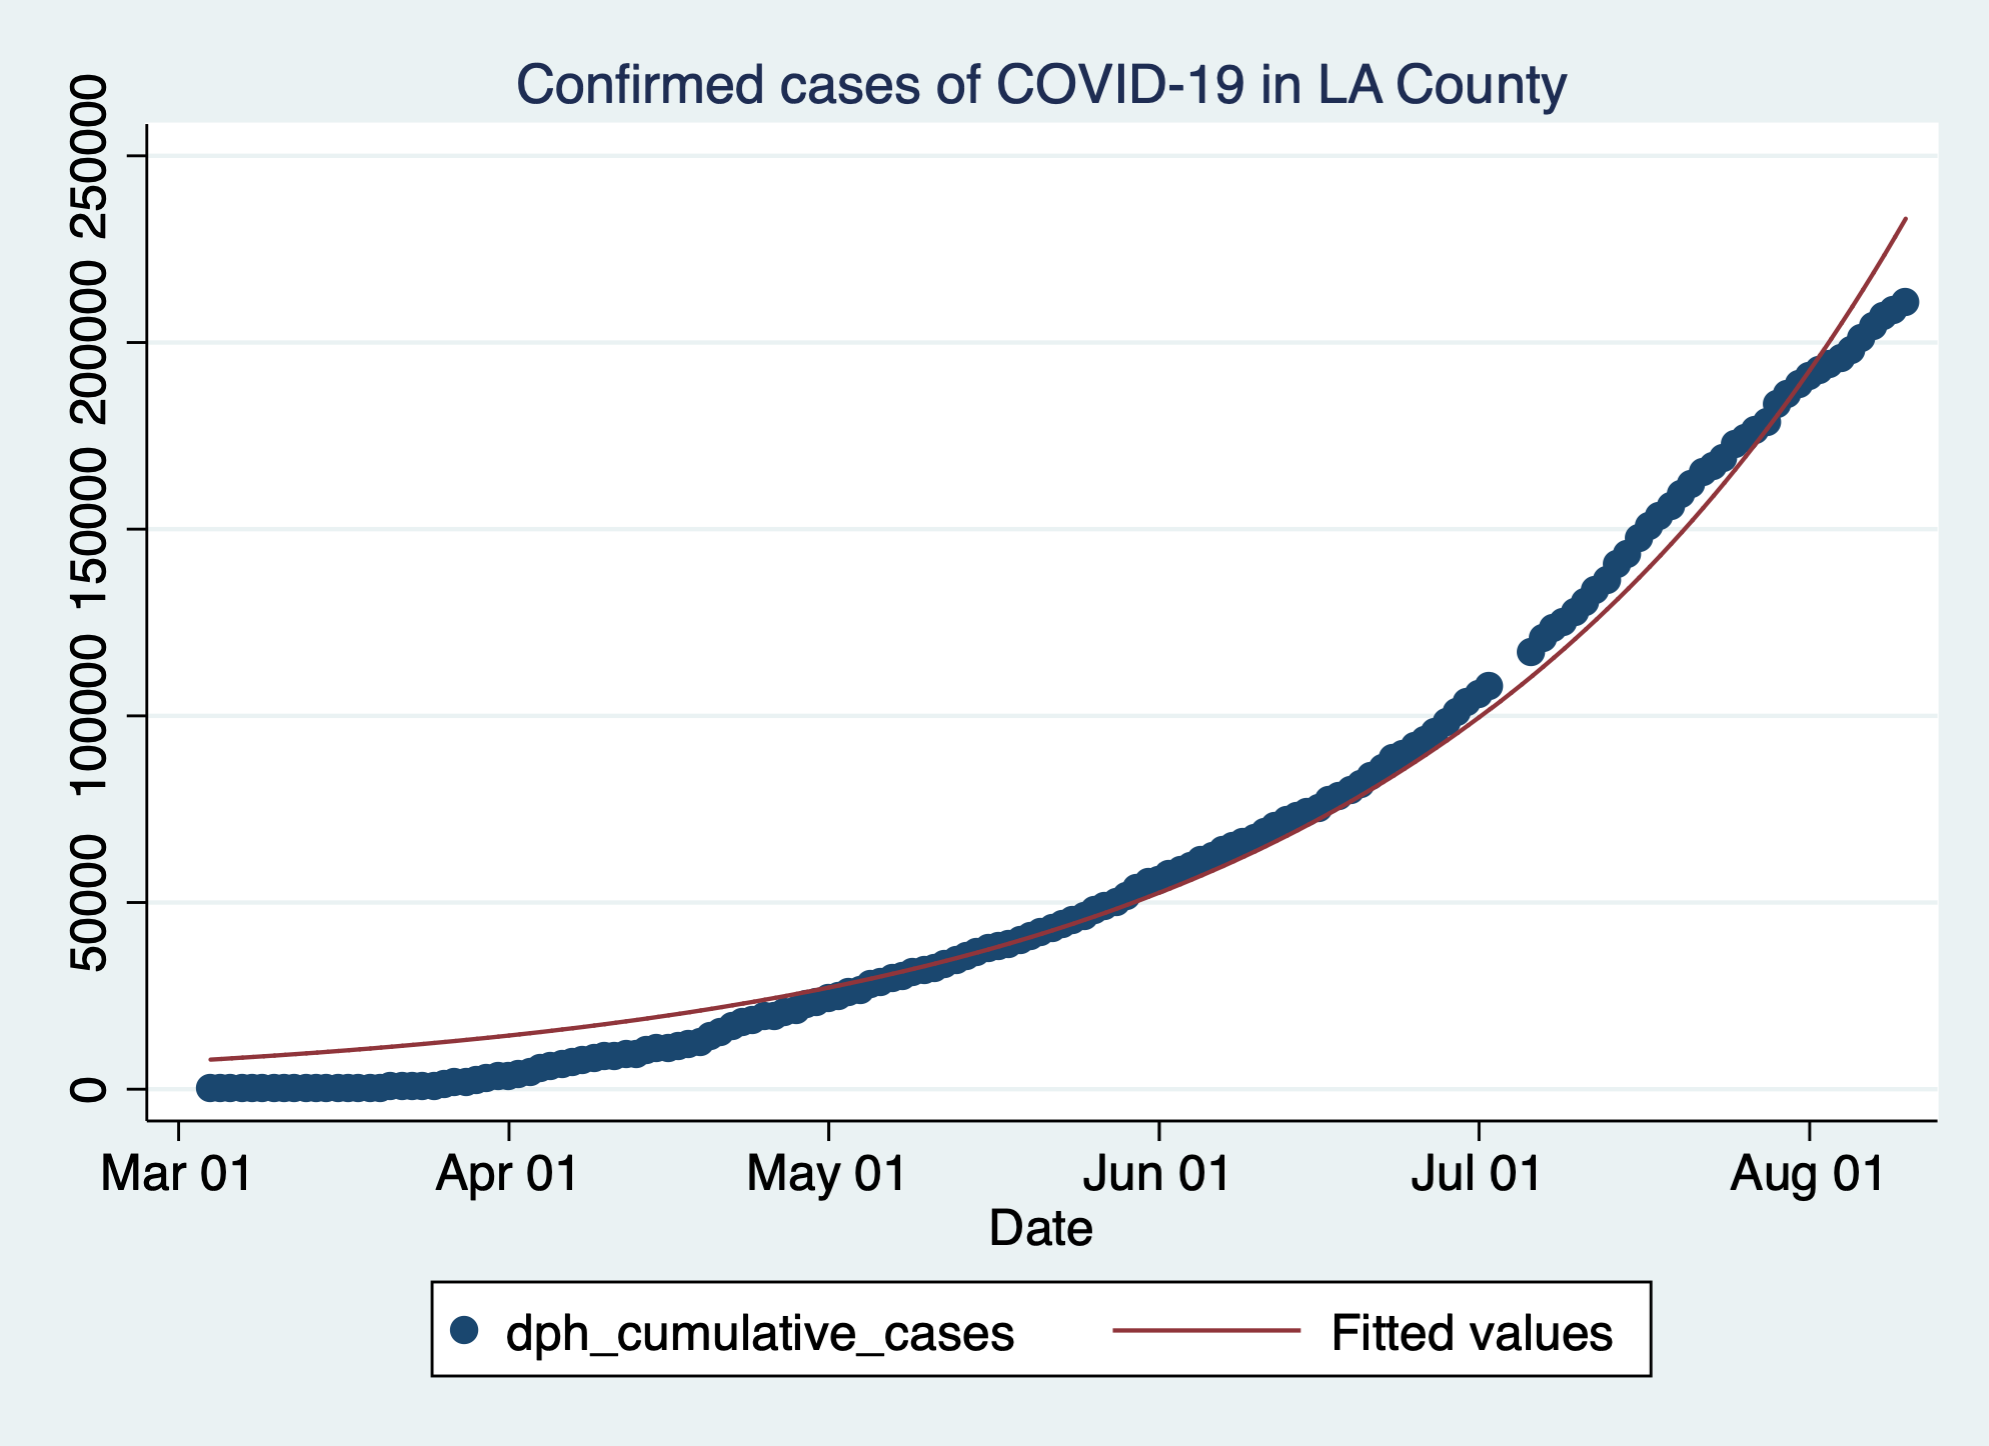 Confirmed cases of COVID-19 in LA County
250000
200000
150000
100000
50000
0
Mar 01 Apr 01 May 01 Jun 01 Jul 01 Aug 01
Date
dph_cumulative_cases Fitted values